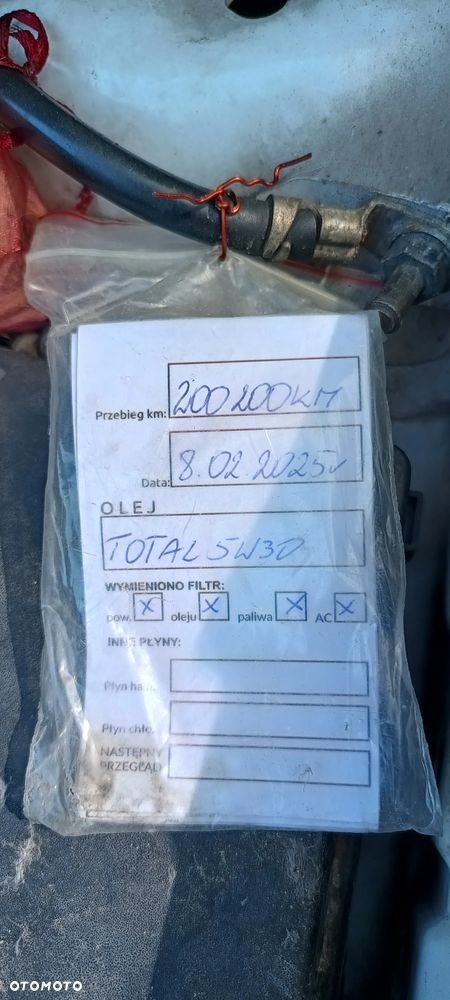 Przebieg km: 200200KM
Data: 8.02.2025r
OLEJ
TOTAL 5W30
WYMIENIONO FILTR:
pow. X oleju X paliwa X AC X
INNE PŁYNY:
Płyn ham.
Płyn chło.
NASTĘPNY
PRZEGLĄD
OTOMOTO